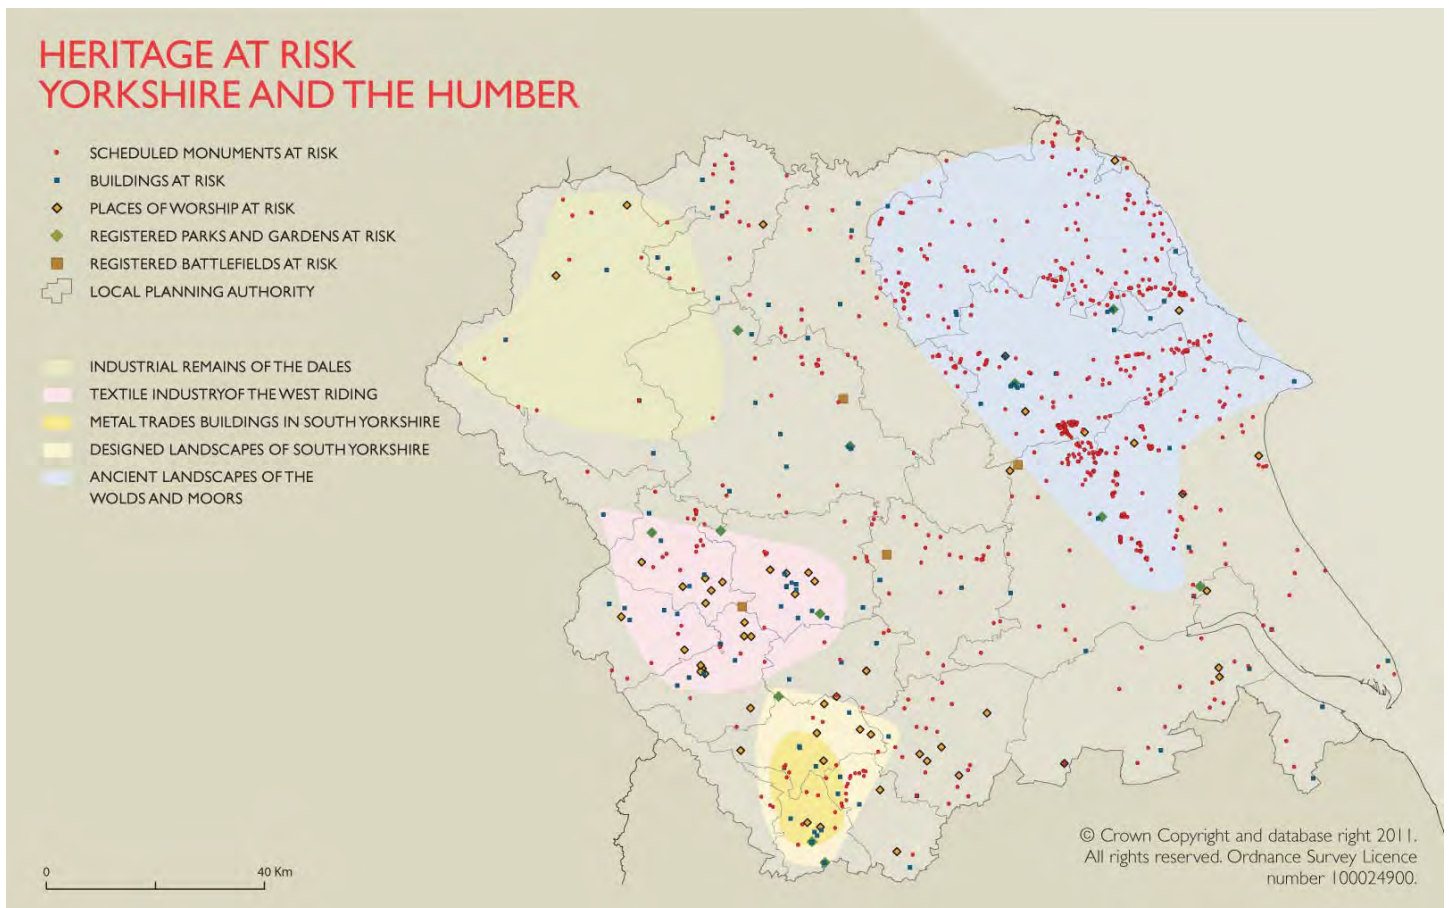 HERITAGE AT RISK
YORKSHIRE AND THE HUMBER
SCHEDULED MONUMENTS AT RISK
BUILDINGS AT RISK
PLACES OF WORSHIP AT RISK
REGISTERED PARKS AND GARDENS AT RISK
REGISTERED BATTLEFIELDS AT RISK
LOCAL PLANNING AUTHORITY
INDUSTRIAL REMAINS OF THE DALES
TEXTILE INDUSTRYOF THE WEST RIDING
METAL TRADES BUILDINGS IN SOUTH YORKSHIRE
DESIGNED LANDSCAPES OF SOUTH YORKSHIRE
ANCIENT LANDSCAPES OF THE
WOLDS AND MOORS
0 40 Km
© Crown Copyright and database right 2011.
All rights reserved. Ordnance Survey Licence
number 100024900.